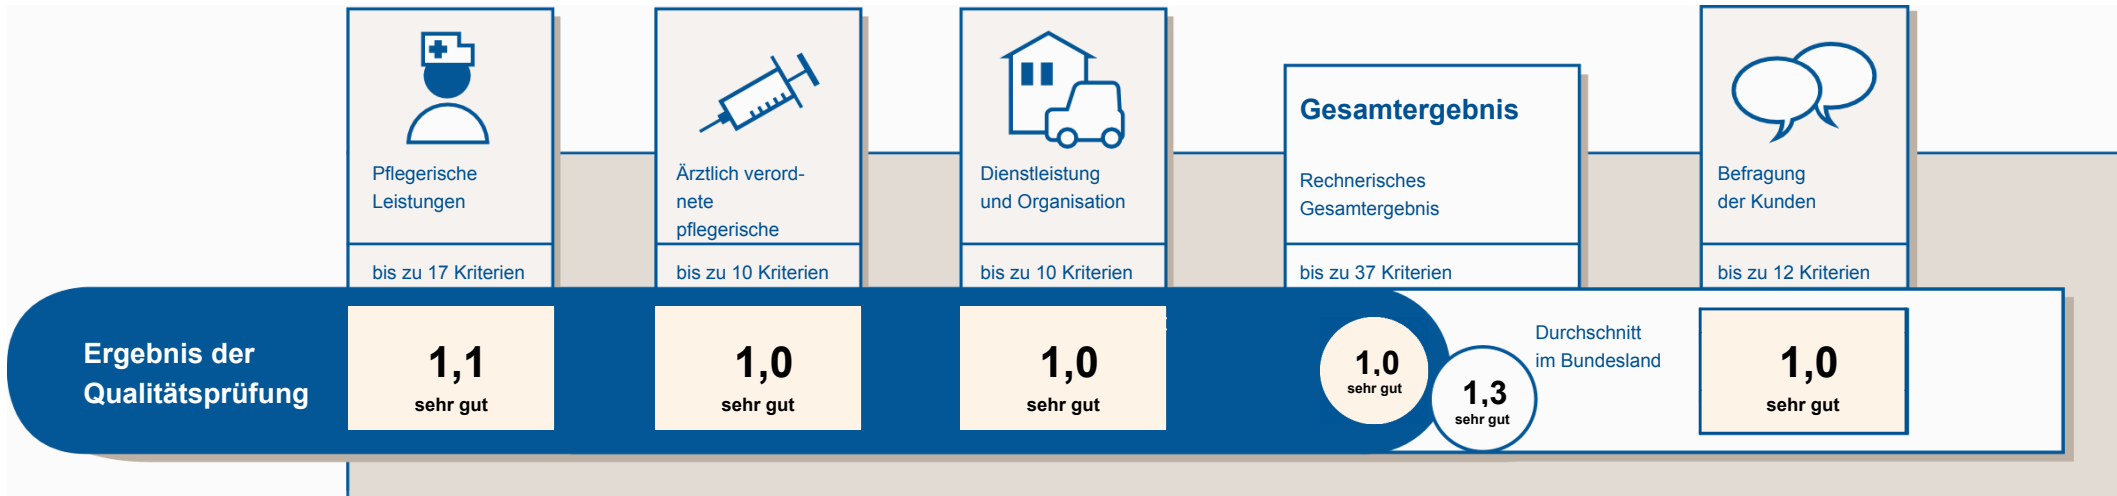 Pflegerische
Leistungen
bis zu 17 Kriterien
Ärztlich verord-
nete
pflegerische
bis zu 10 Kriterien
Dienstleistung
und Organisation
bis zu 10 Kriterien
Gesamtergebnis
Rechnerisches
Gesamtergebnis
bis zu 37 Kriterien
Befragung
der Kunden
bis zu 12 Kriterien
Ergebnis der
Qualitätsprüfung
1,1
sehr gut
1,0
sehr gut
1,0
sehr gut
1,0
sehr gut
1,3
sehr gut
Durchschnitt
im Bundesland
1,0
sehr gut